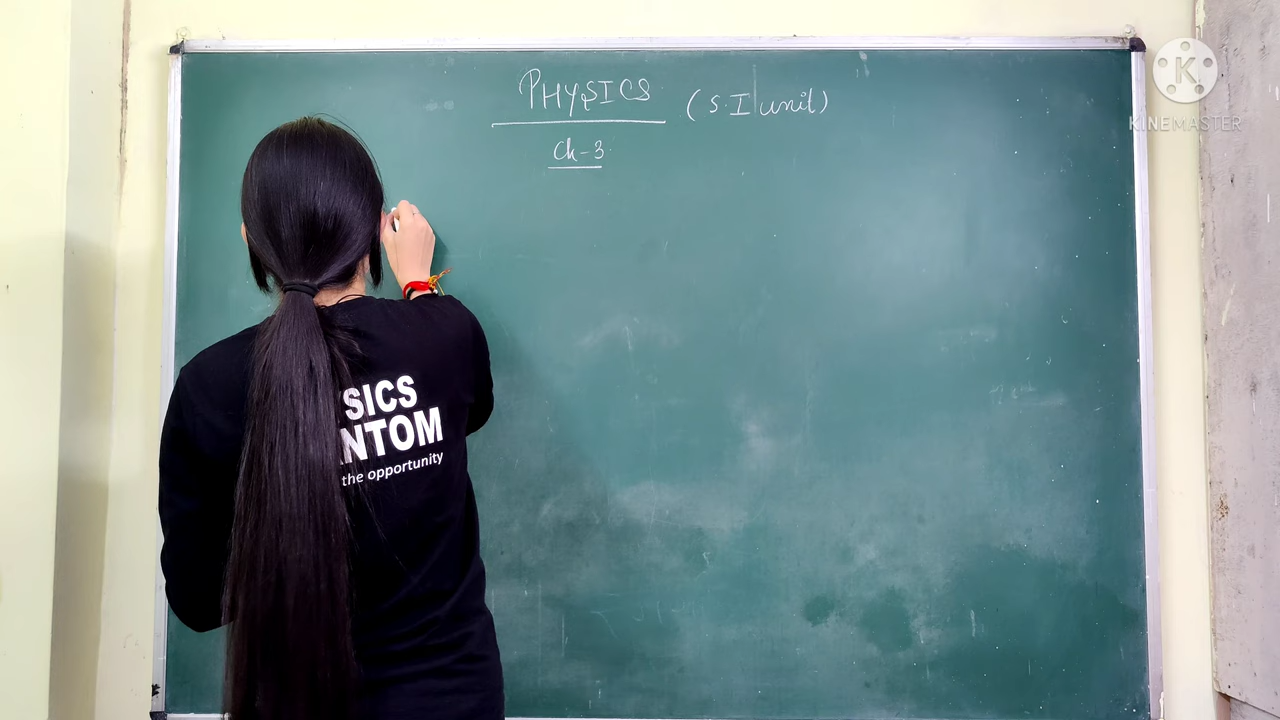 PHYSICS (S.I unit)
Ch-3
K
KINEMASTER
SICS
NTOM
the opportunity